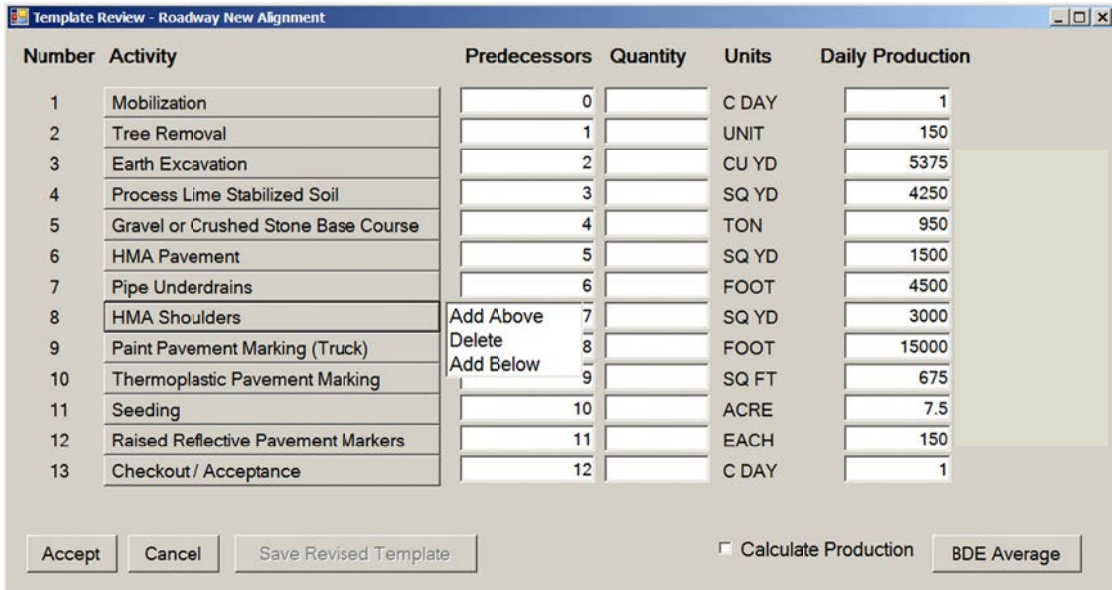 Template Review - Roadway New Alignment
Number Activity Predecessors Quantity Units Daily Production
1 Mobilization 0 C DAY 1
2 Tree Removal 1 UNIT 150
3 Earth Excavation 2 CU YD 5375
4 Process Lime Stabilized Soil 3 SQ YD 4250
5 Gravel or Crushed Stone Base Course 4 TON 950
6 HMA Pavement 5 SQ YD 1500
7 Pipe Underdrains 6 FOOT 4500
8 HMA Shoulders Add Above 7 SQ YD 3000
Delete
9 Paint Pavement Marking (Truck) 8 FOOT 15000
Add Below
10 Thermoplastic Pavement Marking 9 SQ FT 675
11 Seeding 10 ACRE 7.5
12 Raised Reflective Pavement Markers 11 EACH 150
13 Checkout / Acceptance 12 C DAY 1
Accept Cancel Save Revised Template Calculate Production BDE Average